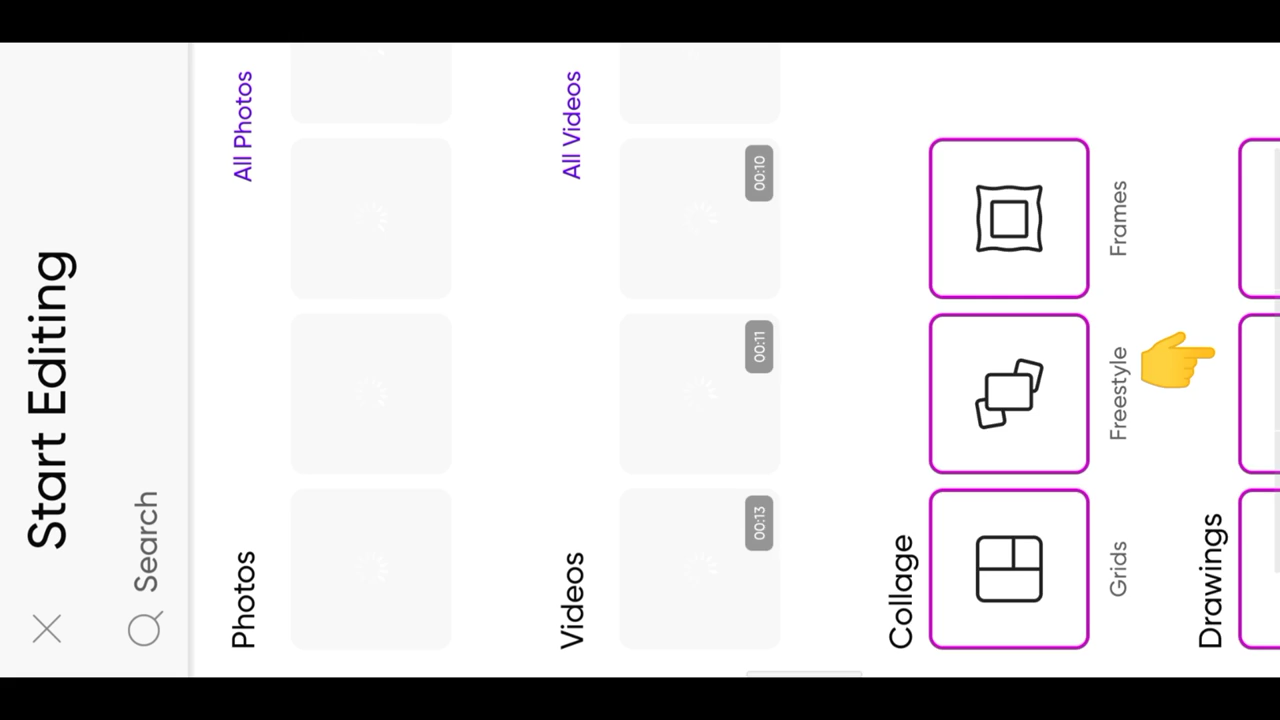 Start Editing
Search
Photos
All Photos
Videos
All Videos
00:13
00:11
00:10
Collage
Grids
Freestyle
Frames
Drawings